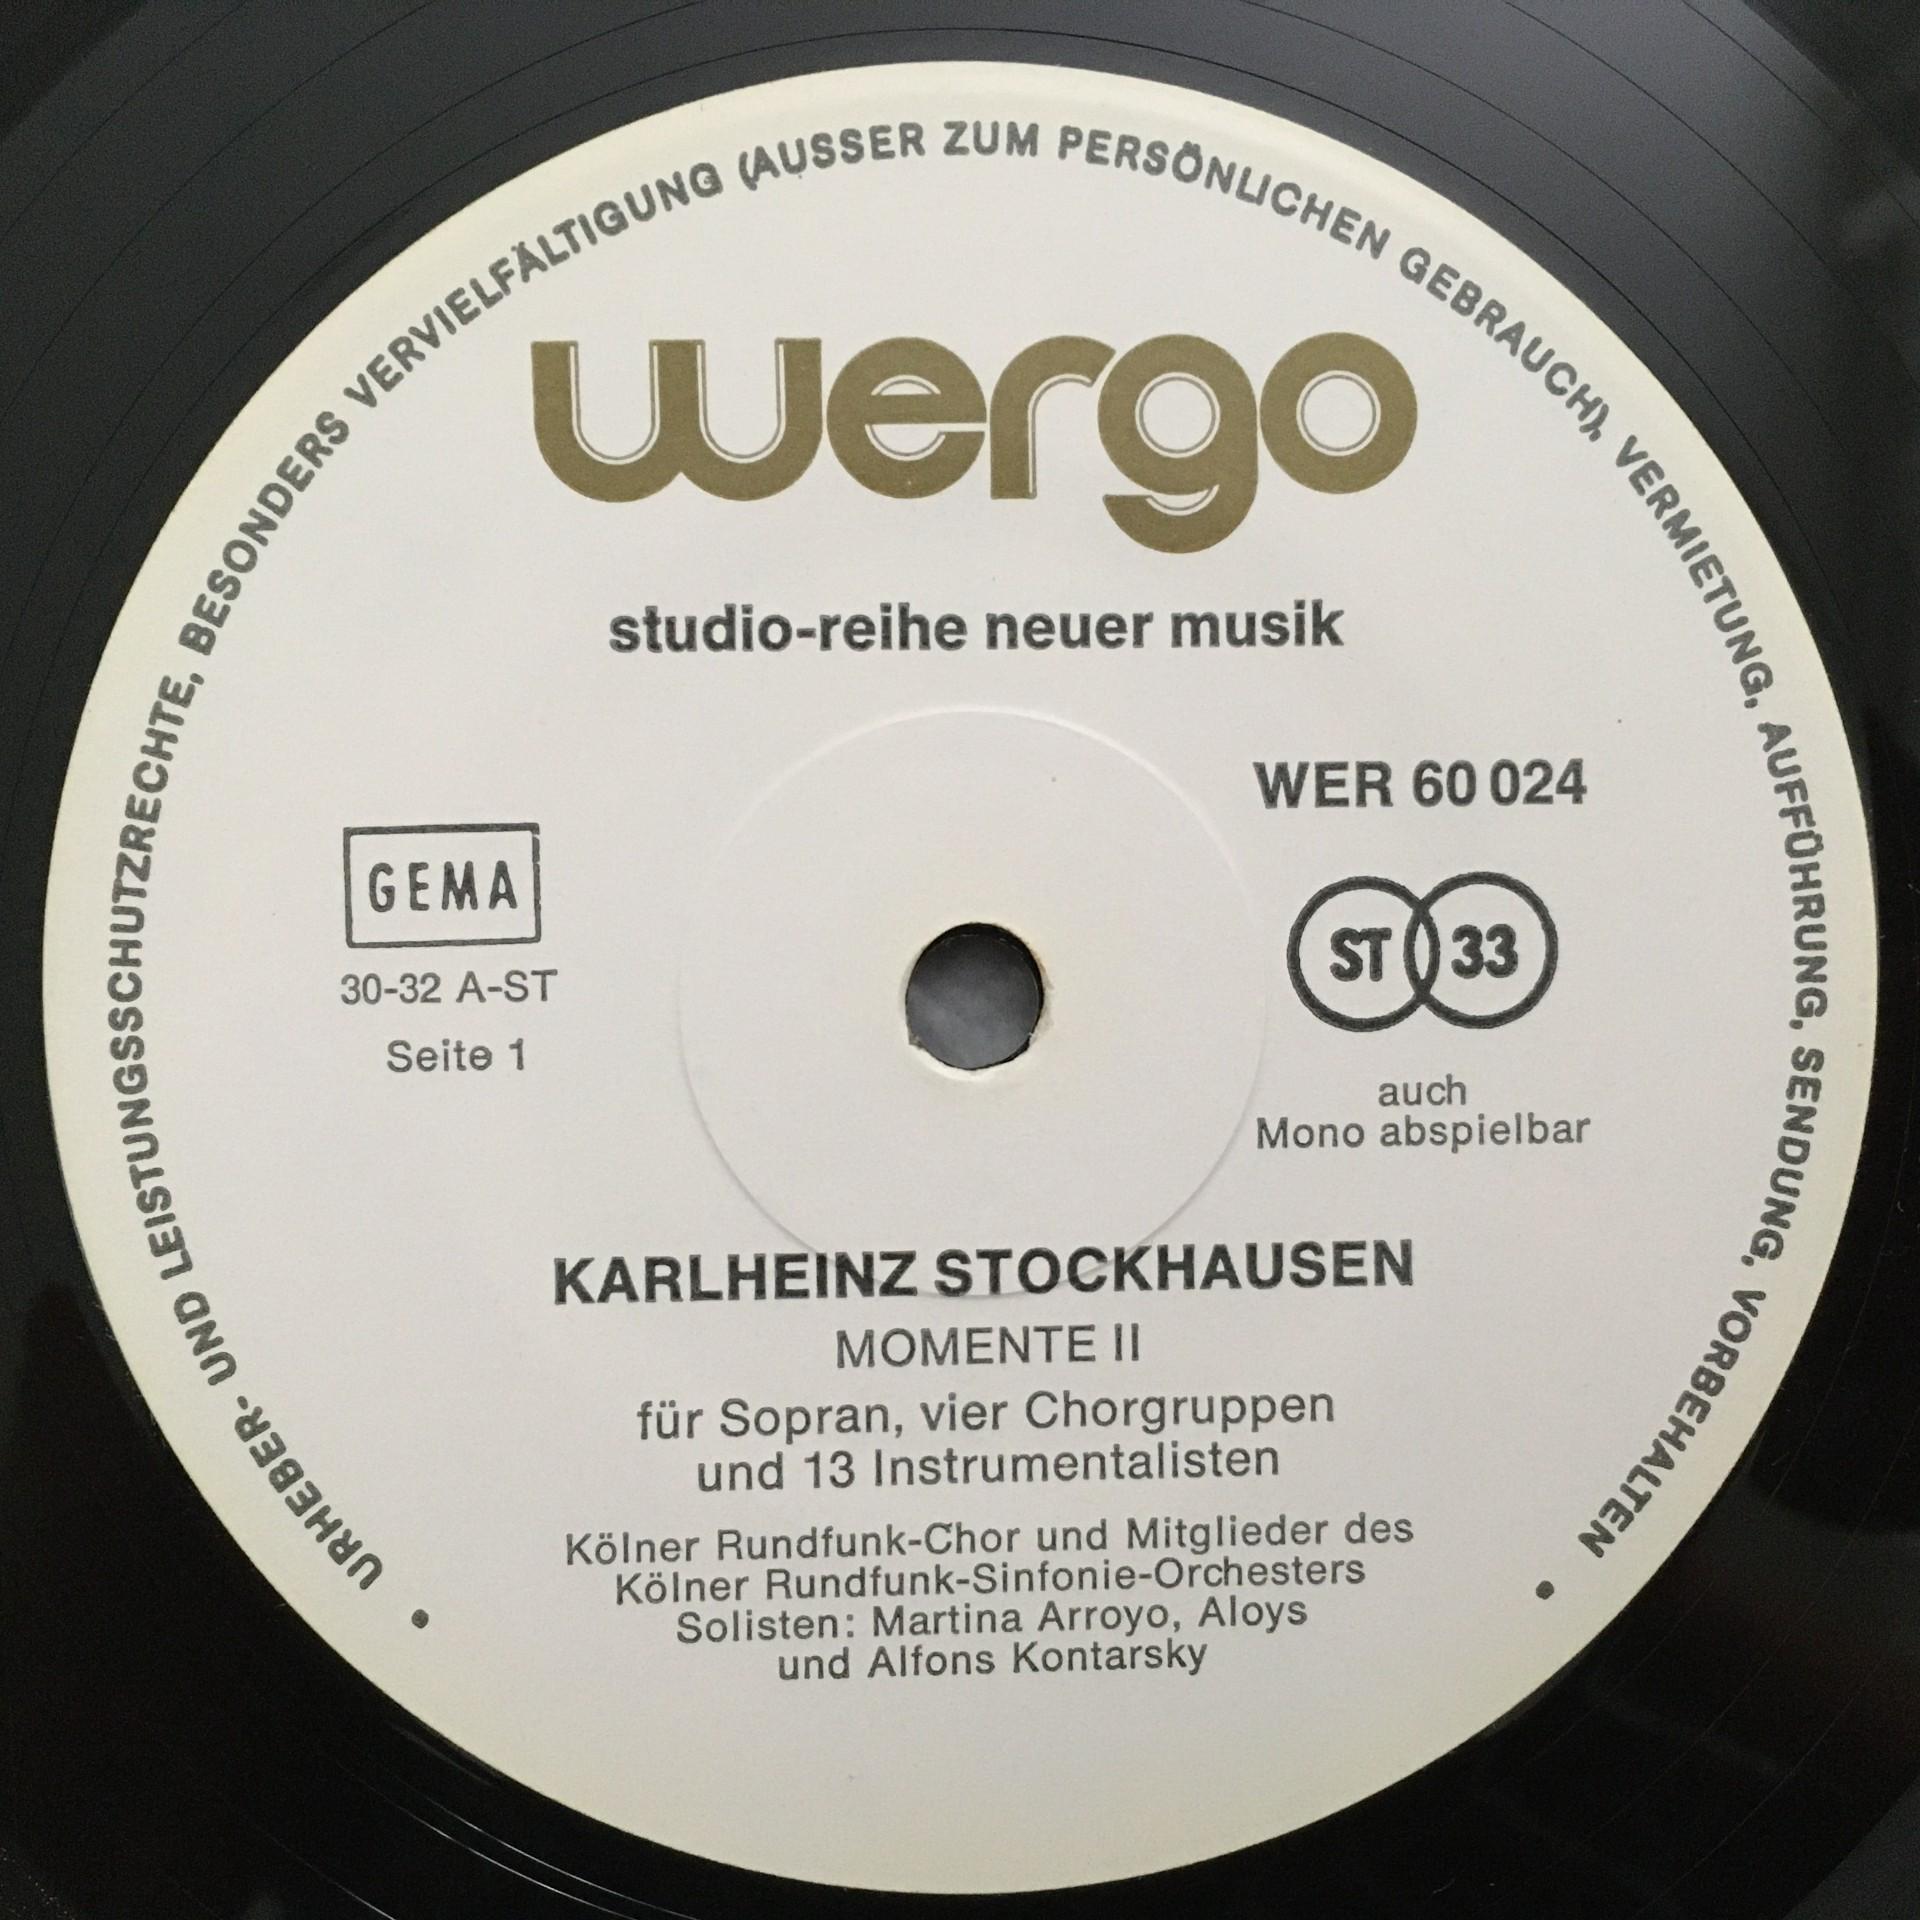 URHEBER- UND LEISTUNGSSCHUTZRECHTE, BESONDERS VERVIELFÄLTIGUNG (AUSSER ZUM PERSÖNLICHEN GEBRAUCH), VERMIETUNG, AUFFÜHRUNG, SENDUNG, VORBEHALTEN
wergo
studio-reihe neuer musik
WER 60 024
GEMA
30-32 A-ST
Seite 1
ST 33
auch
Mono abspielbar
KARLHEINZ STOCKHAUSEN
MOMENTE II
für Sopran, vier Chorgruppen
und 13 Instrumentalisten
Kölner Rundfunk-Chor und Mitglieder des
Kölner Rundfunk-Sinfonie-Orchesters
Solisten: Martina Arroyo, Aloys
und Alfons Kontarsky